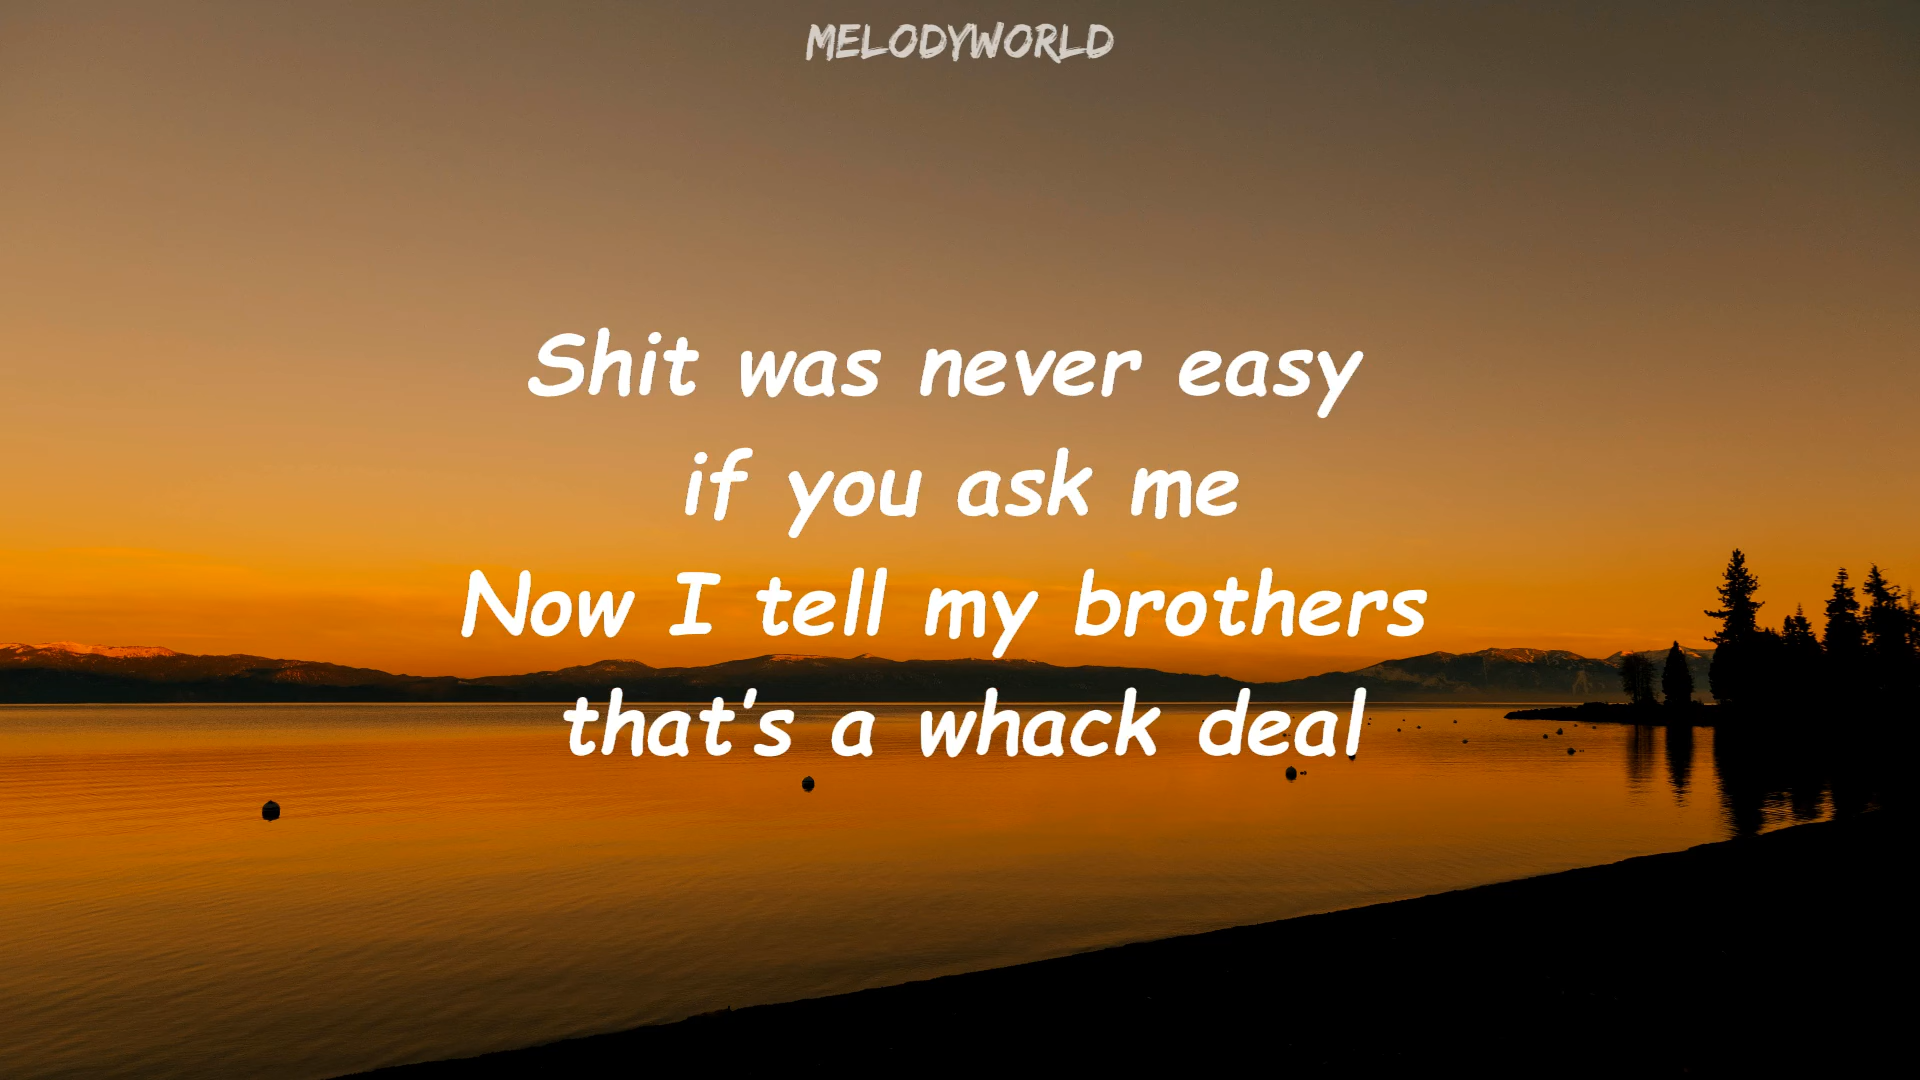 MELODYWORLD
Shit was never easy
if you ask me
Now I tell my brothers
that's a whack deal